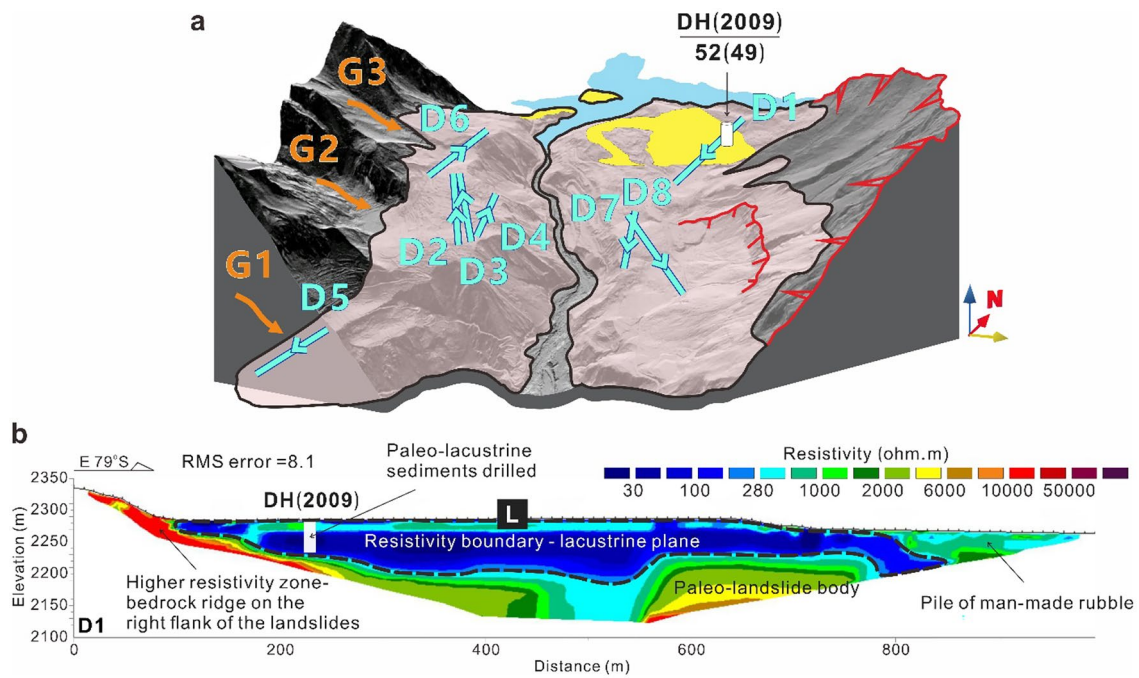 a
DH(2009)
52(49)
G3
D6
D1
G2
D8
D7
D2
D4
D3
G1
D5
N
b
E 79°S
RMS error =8.1
Paleo-lacustrine
sediments drilled
Resistivity (ohm.m)
30 100 280 1000 2000 6000 10000 50000
DH(2009)
L
Resistivity boundary - lacustrine plane
Elevation (m)
2350
2300
2250
2200
2150
2100
Higher resistivity zone-
bedrock ridge on the
right flank of the landslides
Paleo-landslide body
Pile of man-made rubble
D1
0 200 400 600 800
Distance (m)